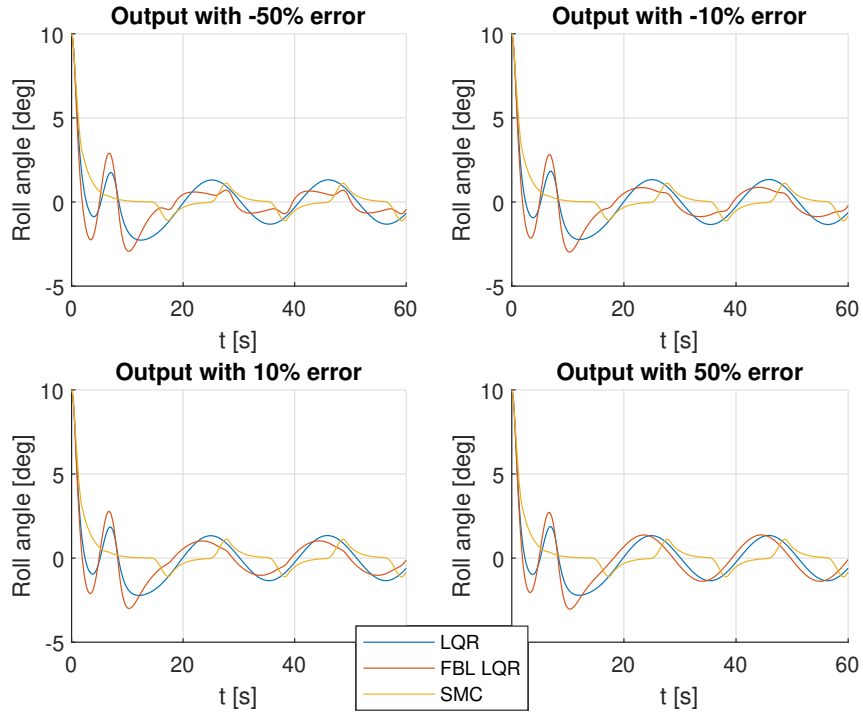 Output with -50% error
Output with -10% error
10
5
0
-5
Roll angle [deg]
0
20
40
60
t [s]
10
5
0
-5
Roll angle [deg]
0
20
40
60
t [s]
Output with 10% error
Output with 50% error
10
5
0
-5
Roll angle [deg]
0
20
40
t [s]
10
5
0
-5
Roll angle [deg]
20
40
60
t [s]
LQR
FBL LQR
SMC